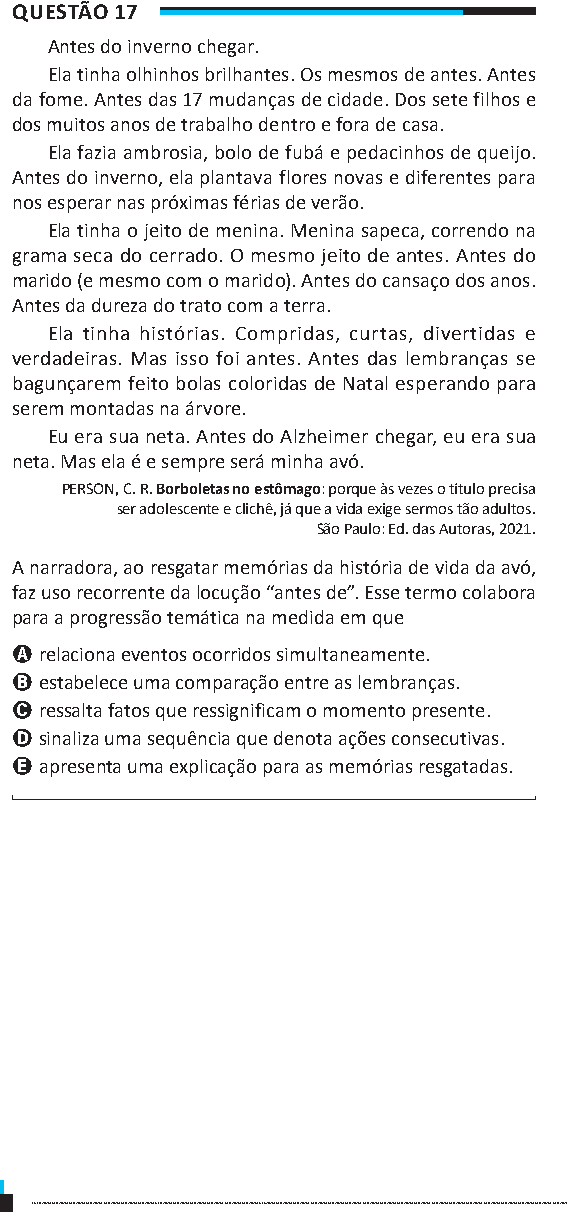 QUESTÃO 17
Antes do inverno chegar.
Ela tinha olhinhos brilhantes. Os mesmos de antes. Antes
da fome. Antes das 17 mudanças de cidade. Dos sete filhos e
dos muitos anos de trabalho dentro e fora de casa.
Ela fazia ambrosia, bolo de fubá e pedacinhos de queijo.
Antes do inverno, ela plantava flores novas e diferentes para
nos esperar nas próximas férias de verão.
Ela tinha o jeito de menina. Menina sapeca, correndo na
grama seca do cerrado. O mesmo jeito de antes. Antes do
marido (e mesmo com o marido). Antes do cansaço dos anos.
Antes da dureza do trato com a terra.
Ela tinha histórias. Compridas, curtas, divertidas e
verdadeiras. Mas isso foi antes. Antes das lembranças se
bagunçarem feito bolas coloridas de Natal esperando para
serem montadas na árvore.
Eu era sua neta. Antes do Alzheimer chegar, eu era sua
neta. Mas ela é e sempre será minha avó.
PERSON, C. R. Borboletas no estômago: porque às vezes o título precisa
ser adolescente e clichê, já que a vida exige sermos tão adultos.
São Paulo: Ed. das Autoras, 2021.
A narradora, ao resgatar memórias da história de vida da avó,
faz uso recorrente da locução “antes de”. Esse termo colabora
para a progressão temática na medida em que
A relaciona eventos ocorridos simultaneamente.
B estabelece uma comparação entre as lembranças.
C ressalta fatos que ressignificam o momento presente.
D sinaliza uma sequência que denota ações consecutivas.
E apresenta uma explicação para as memórias resgatadas.